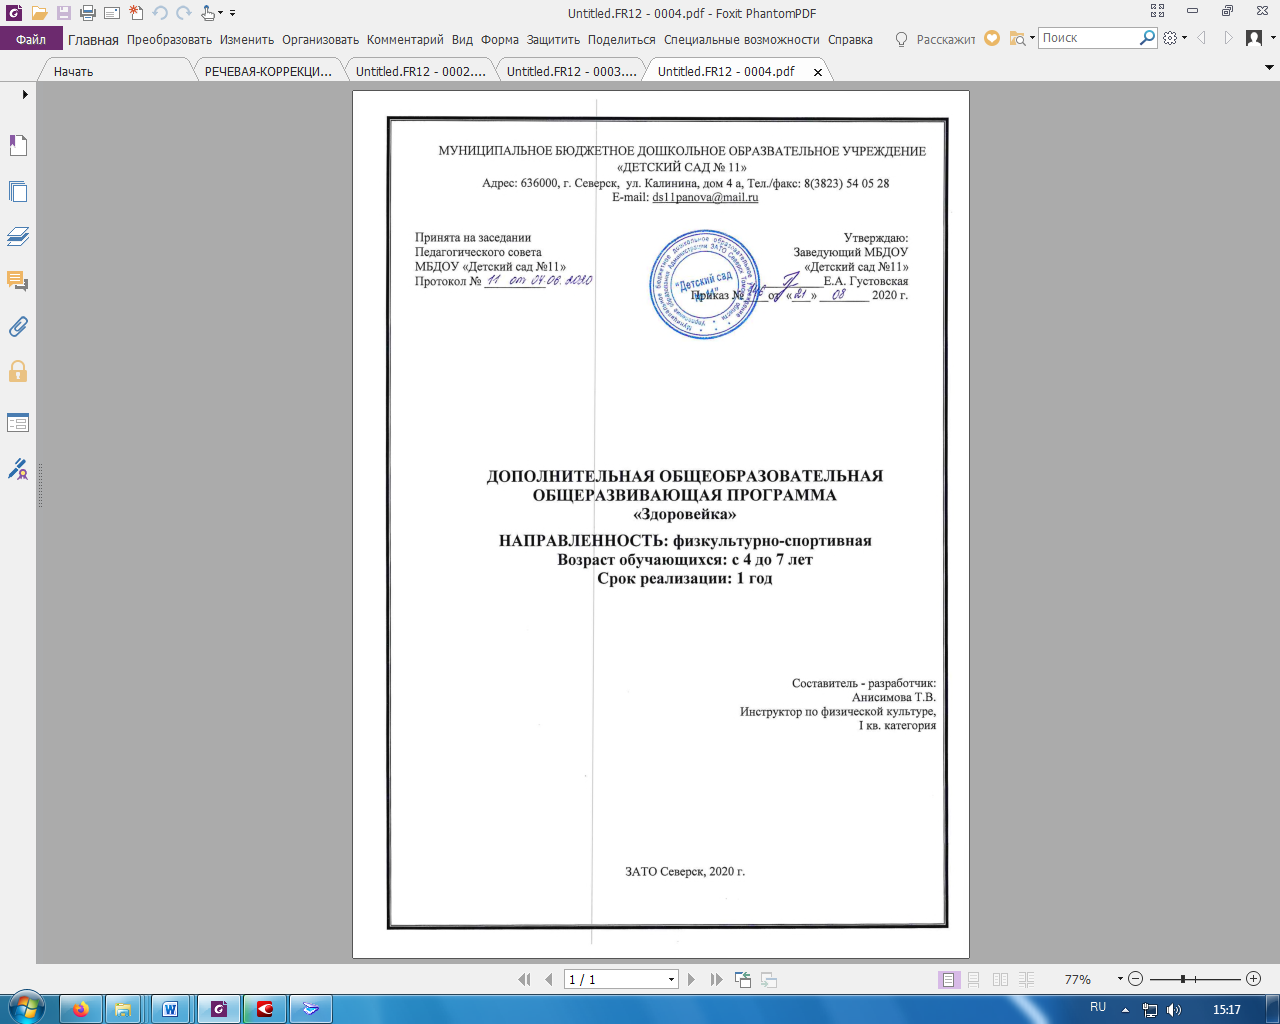 Untitled.FR12 - 0004.pdf - Foxit PhantomPDF
Файл Главная Преобразовать Изменить Организовать Комментарий Вид Форма Защитить Поделиться Специальные возможности Справка Расскажит Поиск
Начать РЕЧЕВАЯ-КОРРЕКЦИ... Untitled.FR12 - 0002.... Untitled.FR12 - 0003.... Untitled.FR12 - 0004.pdf
МУНИЦИПАЛЬНОЕ БЮДЖЕТНОЕ ДОШКОЛЬНОЕ ОБРАЗВАТЕЛЬНОЕ УЧРЕЖДЕНИЕ
«ДЕТСКИЙ САД № 11»
Адрес: 636000, г. Северск, ул. Калинина, дом 4 а, Тел./факс: 8(3823) 54 05 28
E-mail: ds11panova@mail.ru
Принята на заседании
Педагогического совета
МБДОУ «Детский сад №11»
Протокол № 11 от 04.06.2020
"Детский сад
№ 11"
Утверждаю:
Заведующий МБДОУ
«Детский сад №11»
Е.А. Густовская
Приказ № от «21» 08 2020 г.
ДОПОЛНИТЕЛЬНАЯ ОБЩЕОБРАЗОВАТЕЛЬНАЯ
ОБЩЕРАЗВИВАЮЩАЯ ПРОГРАММА
«Здоровейка»
НАПРАВЛЕННОСТЬ: физкультурно-спортивная
Возраст обучающихся: с 4 до 7 лет
Срок реализации: 1 год
Составитель - разработчик:
Анисимова Т.В.
Инструктор по физической культуре,
I кв. категория
ЗАТО Северск, 2020 г.
1 / 1
77%
RU 15:17